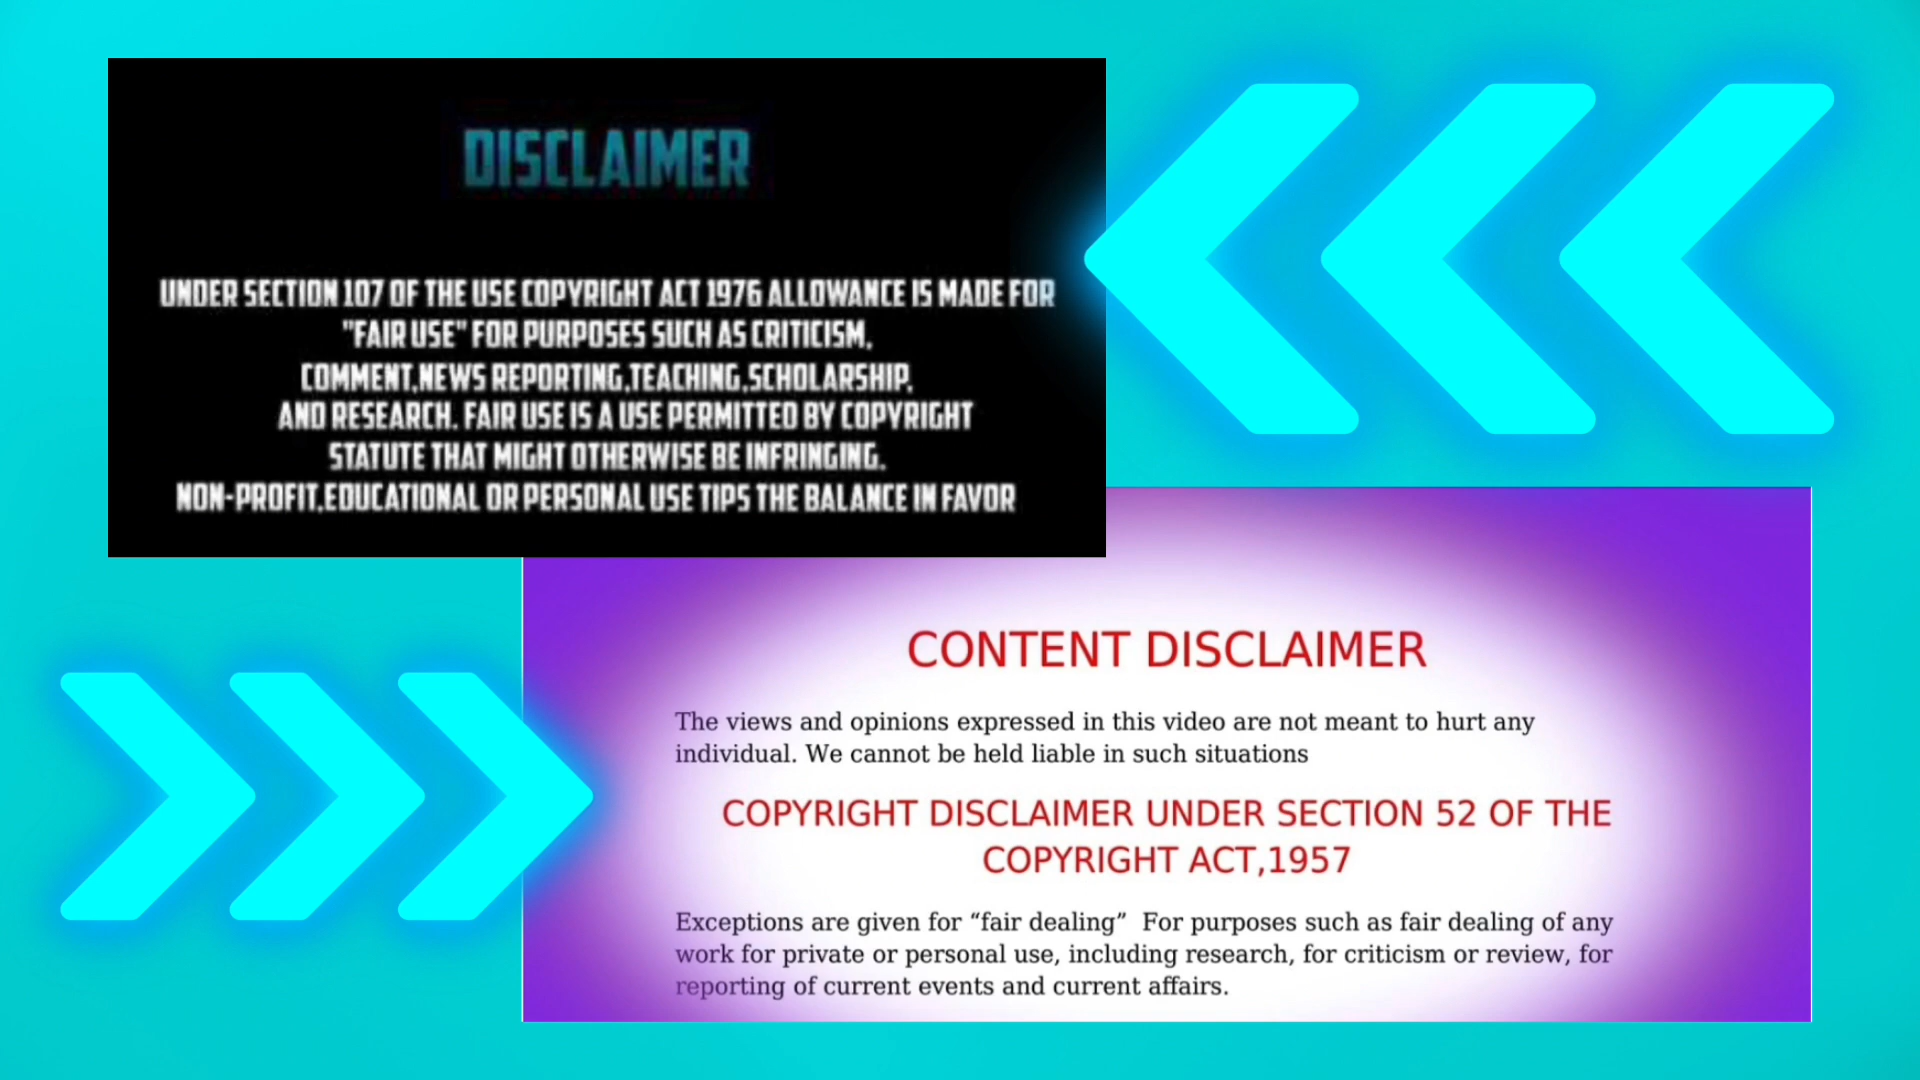 DISCLAIMER
UNDER SECTION 107 OF THE USE COPYRIGHT ACT 1976 ALLOWANCE IS MADE FOR
"FAIR USE" FOR PURPOSES SUCH AS CRITICISM,
COMMENT,NEWS REPORTING,TEACHING,SCHOLARSHIP,
AND RESEARCH. FAIR USE IS A USE PERMITTED BY COPYRIGHT
STATUTE THAT MIGHT OTHERWISE BE INFRINGING.
NON-PROFIT,EDUCATIONAL OR PERSONAL USE TIPS THE BALANCE IN FAVOR
CONTENT DISCLAIMER
The views and opinions expressed in this video are not meant to hurt any
individual. We cannot be held liable in such situations
COPYRIGHT DISCLAIMER UNDER SECTION 52 OF THE
COPYRIGHT ACT,1957
Exceptions are given for “fair dealing”  For purposes such as fair dealing of any
work for private or personal use, including research, for criticism or review, for
reporting of current events and current affairs.